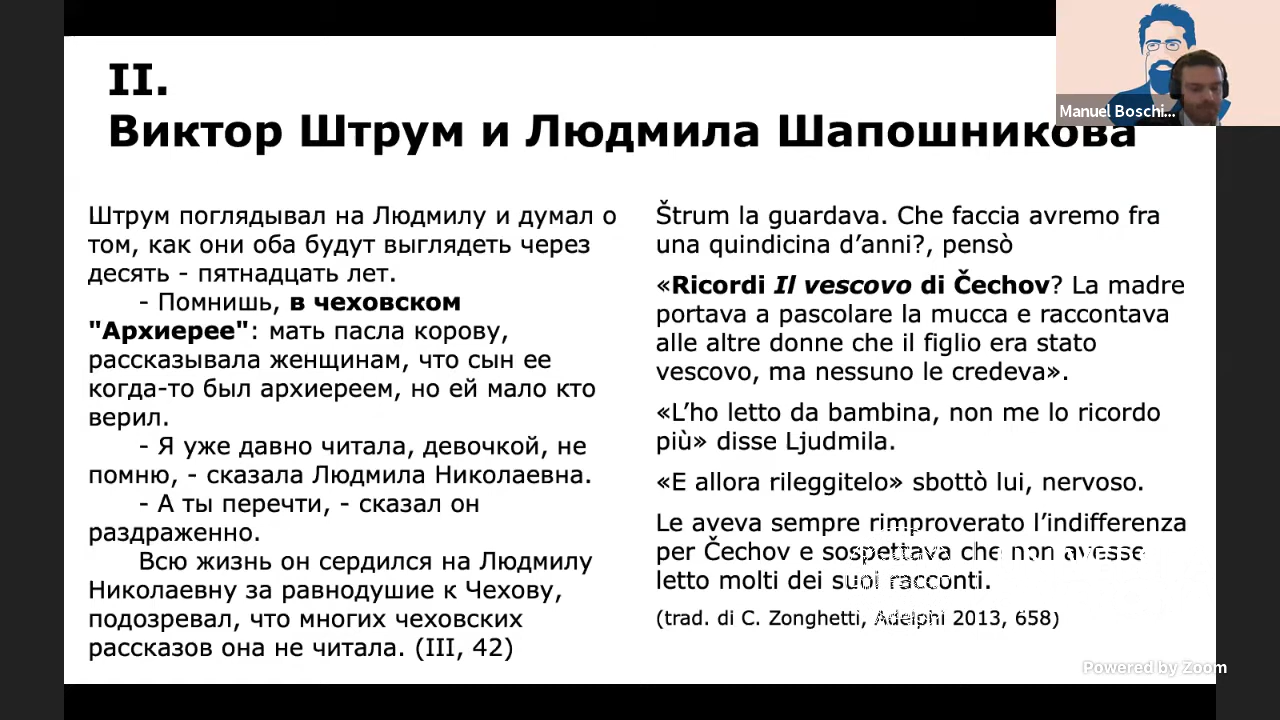 II.
Виктор Штрум и Людмила Шапошникова
Manuel Boschi...
Штрум поглядывал на Людмилу и думал о
том, как они оба будут выглядеть через
десять - пятнадцать лет.
- Помнишь, в чеховском
"Архиерее": мать пасла корову,
рассказывала женщинам, что сын ее
когда-то был архиереем, но ей мало кто
верил.
- Я уже давно читала, девочкой, не
помню, - сказала Людмила Николаевна.
- А ты перечти, - сказал он
раздраженно.
Всю жизнь он сердился на Людмилу
Николаевну за равнодушие к Чехову,
подозревал, что многих чеховских
рассказов она не читала. (III, 42)
Štrum la guardava. Che faccia avremo fra
una quindicina d’anni?, pensò
«Ricordi Il vescovo di Čechov? La madre
portava a pascolare la mucca e raccontava
alle altre donne che il figlio era stato
vescovo, ma nessuno le credeva».
«L’ho letto da bambina, non me lo ricordo
più» disse Ljudmila.
«E allora rileggitelo» sbottò lui, nervoso.
Le aveva sempre rimproverato l’indifferenza
per Čechov e sospettava che non avesse
letto molti dei suoi racconti.
(trad. di C. Zonghetti, Adelphi 2013, 658)
Powered by Zoom